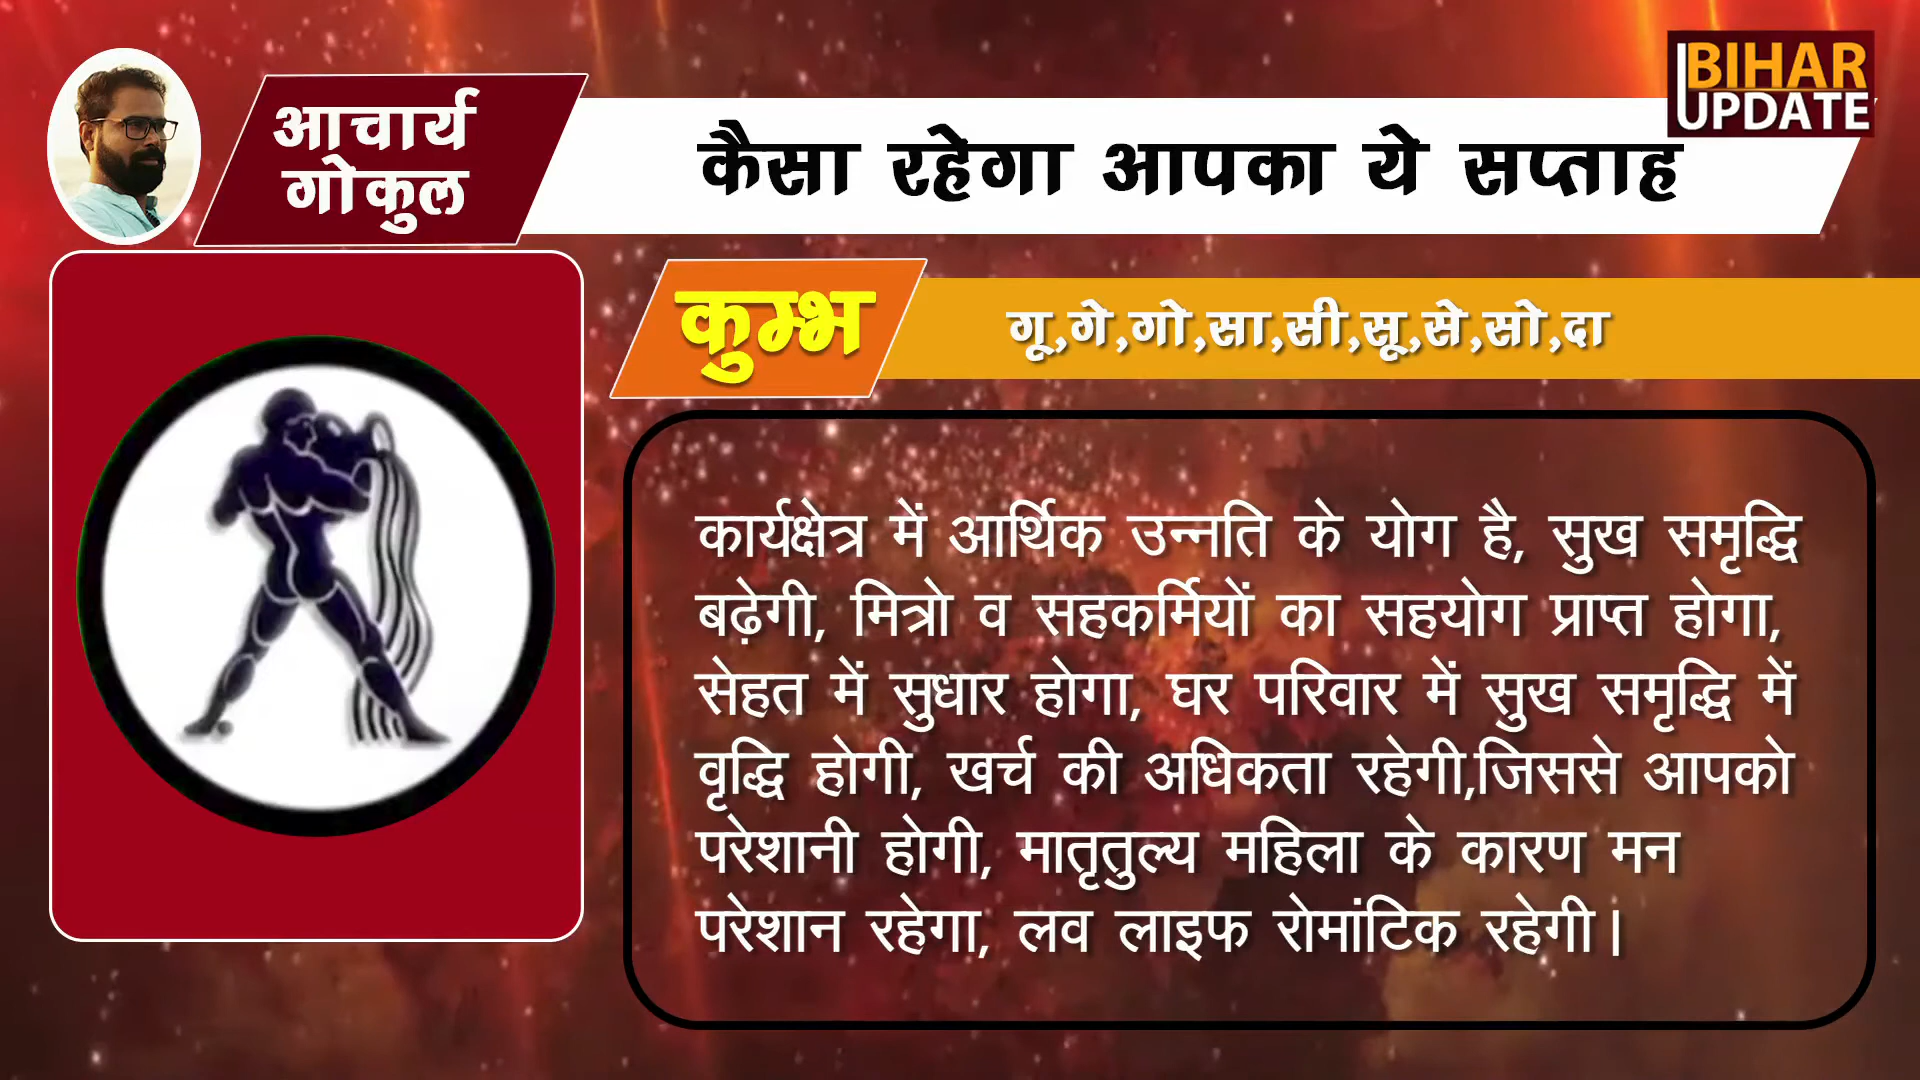 आचार्य
गोकुल
कैसा रहेगा आपका ये सप्ताह
BIHAR
UPDATE
कुम्भ
गू,गे,गो,सा,सी,सू,से,सो,दा
कार्यक्षेत्र में आर्थिक उन्नति के योग है, सुख समृद्धि
बढ़ेगी, मित्रो व सहकर्मियों का सहयोग प्राप्त होगा,
सेहत में सुधार होगा, घर परिवार में सुख समृद्धि में
वृद्धि होगी, खर्च की अधिकता रहेगी,जिससे आपको
परेशानी होगी, मातृतुल्य महिला के कारण मन
परेशान रहेगा, लव लाइफ रोमांटिक रहेगी।